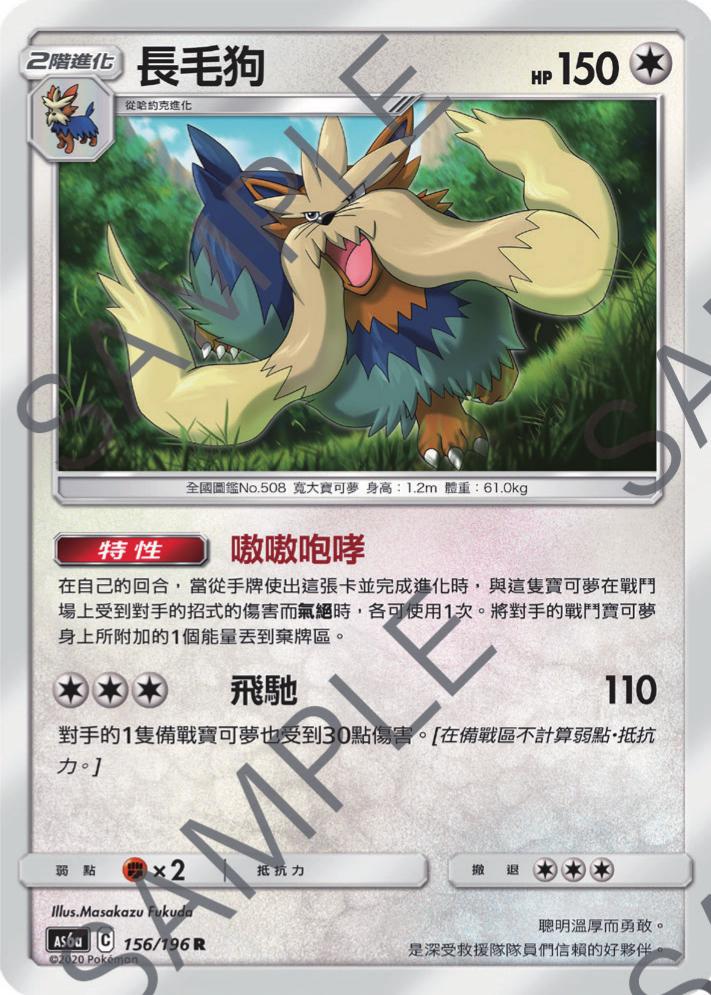 2階進化 長毛狗 HP 150
從哈約克進化
全國圖鑑No.508 寬大寶可夢 身高：1.2m 體重：61.0kg
特性 嗷嗷咆哮
在自己的回合，當從手牌使出這張卡並完成進化時，與這隻寶可夢在戰鬥
場上受到對手的招式的傷害而氣絕時，各可使用1次。將對手的戰鬥寶可夢
身上所附加的1個能量丟到棄牌區。
飛馳 110
對手的1隻備戰寶可夢也受到30點傷害。[在備戰區不計算弱點・抵抗
力。]
弱點 ×2 抵抗力 撤退
Illus.Masakazu Fukuda
AS6a C 156/196 R
©2020 Pokémon
聰明溫厚而勇敢。
是深受救援隊隊員們信賴的好夥伴。
SAMPLE
SAMPLE
SA
SA